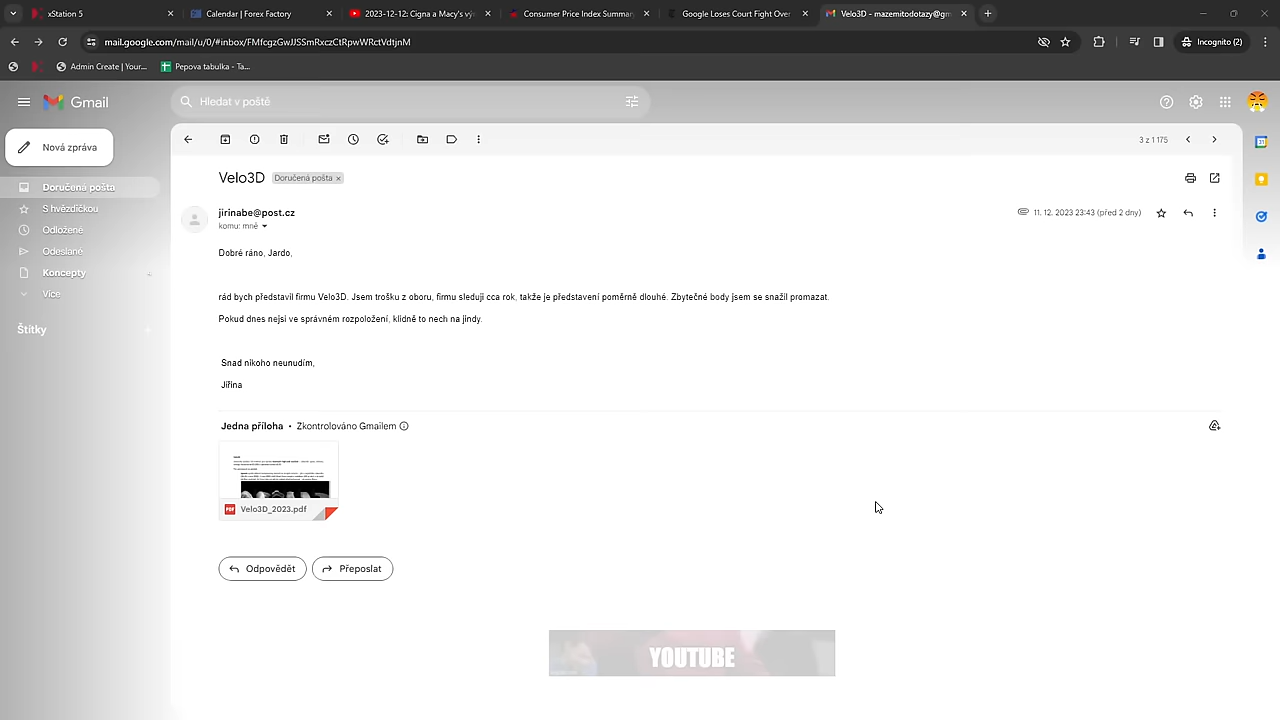 xStation 5
Calendar | Forex Factory
2023-12-12: Cigna a Macy's vý
Consumer Price Index Summar
Google Loses Court Fight Over
Velo3D - mazemitodotazy@gm
mail.google.com/mail/u/0/#inbox/FMfcgzGwJJSSmRxczCtRpwWRctVdtjnM
Incognito (2)
Admin Create | Your...
Pepova tabulka - Ta...
Gmail
Hledat v poště
Nová zpráva
3 z 1 175
Doručená pošta
S hvězdičkou
Odložené
Odeslané
Koncepty
Více
Štítky
Velo3D
Doručená pošta ×
jirinabe@post.cz
11. 12. 2023 23:43 (před 2 dny)
komu: mně
Dobré ráno, Jardo,
rád bych představil firmu Velo3D. Jsem trošku z oboru, firmu sleduji cca rok, takže je představení poměrně dlouhé. Zbytečné body jsem se snažil promazat.
Pokud dnes nejsi ve správném rozpoložení, klidně to nech na jindy.
Snad nikoho neunudím,
Jiřina
Jedna příloha • Zkontrolováno Gmailem
PDF Velo3D_2023.pdf
Odpovědět
Přeposlat
YOUTUBE